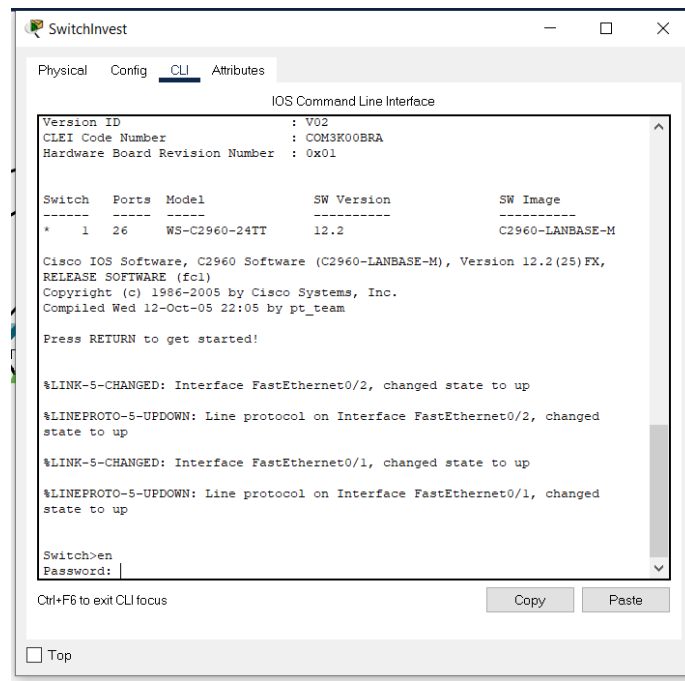 SwitchInvest
Physical Config CLI Attributes
IOS Command Line Interface
Version ID                      : V02
CLEI Code Number                : COM3K00BRA
Hardware Board Revision Number  : 0x01
Switch   Ports  Model              SW Version              SW Image
------   -----  -----              ----------              ----------
*    1   26     WS-C2960-24TT      12.2                    C2960-LANBASE-M
Cisco IOS Software, C2960 Software (C2960-LANBASE-M), Version 12.2(25)FX,
RELEASE SOFTWARE (fc1)
Copyright (c) 1986-2005 by Cisco Systems, Inc.
Compiled Wed 12-Oct-05 22:05 by pt_team
Press RETURN to get started!
%LINK-5-CHANGED: Interface FastEthernet0/2, changed state to up
%LINEPROTO-5-UPDOWN: Line protocol on Interface FastEthernet0/2, changed
state to up
%LINK-5-CHANGED: Interface FastEthernet0/1, changed state to up
%LINEPROTO-5-UPDOWN: Line protocol on Interface FastEthernet0/1, changed
state to up
Switch>en
Password:
Ctrl+F6 to exit CLI focus
Copy Paste
Top